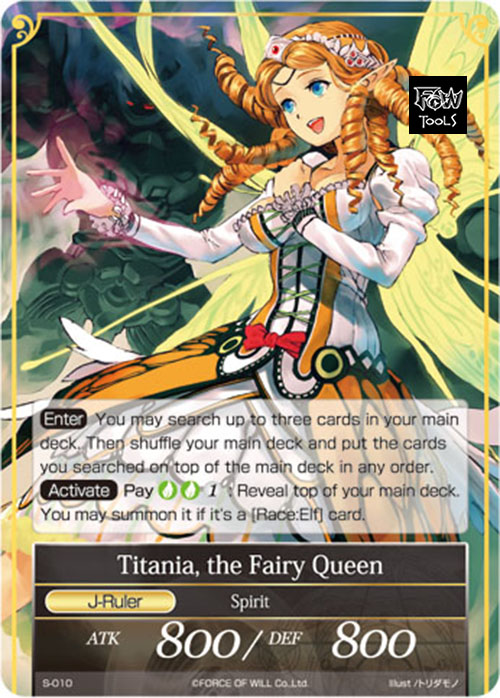 FOW
TOOLS
Enter You may search up to three cards in your main
deck. Then shuffle your main deck and put the cards
you searched on top of the main deck in any order.
Activate Pay 1 : Reveal top of your main deck.
You may summon it if it's a [Race:Elf] card.
Titania, the Fairy Queen
J-Ruler Spirit
ATK 800 / DEF 800
S-010 ©FORCE OF WILL Co.,Ltd. Illust /トリダモノ